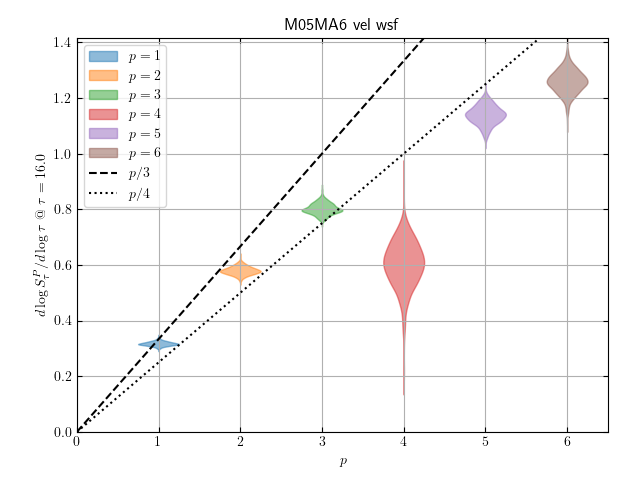 M05MA6 vel wsf
p = 1
p = 2
p = 3
p = 4
p = 5
p = 6
p/3
p/4
d log S_τ^P / d log τ @ τ = 16.0
1.4
1.2
1.0
0.8
0.6
0.4
0.2
0.0
0 1 2 3 4 5 6
p